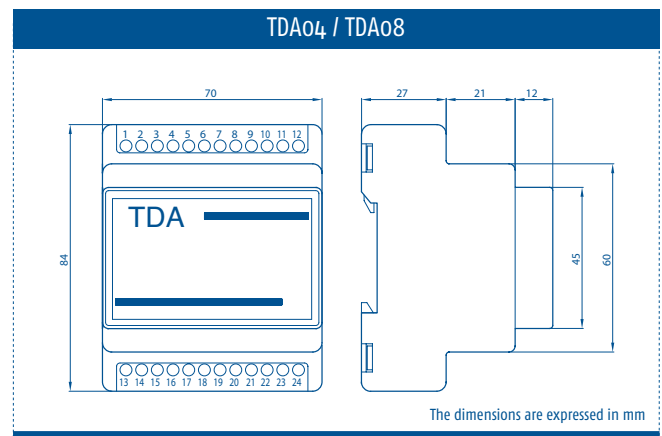 TDA04 / TDA08
70
27
21
12
1 2 3 4 5 6 7 8 9 10 11 12
TDA
84
45
60
13 14 15 16 17 18 19 20 21 22 23 24
The dimensions are expressed in mm